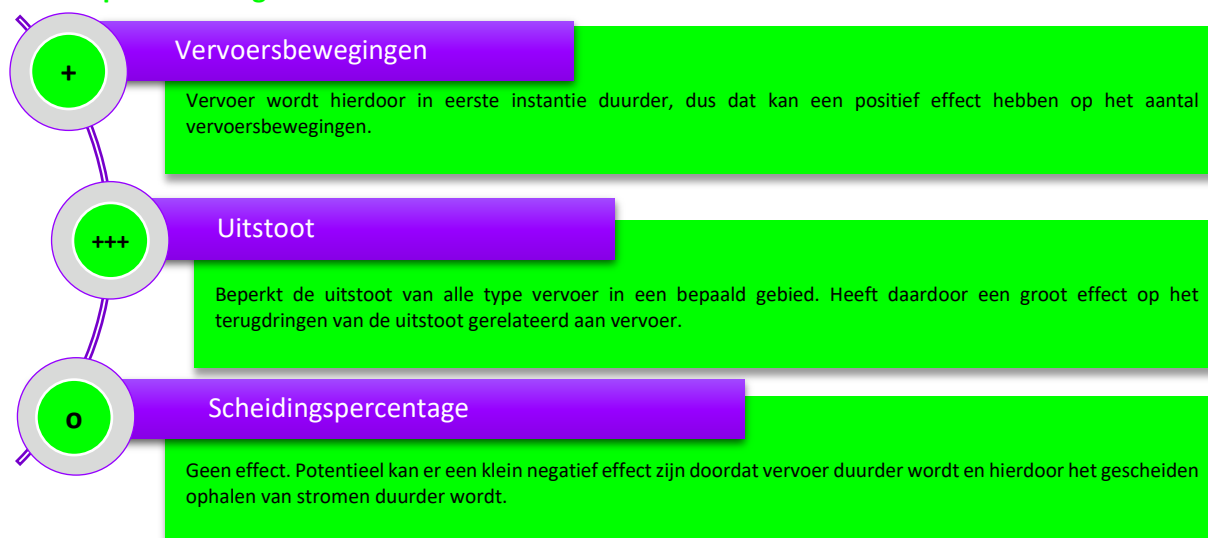 +
Vervoersbewegingen
Vervoer wordt hierdoor in eerste instantie duurder, dus dat kan een positief effect hebben op het aantal
vervoersbewegingen.
+++
Uitstoot
Beperkt de uitstoot van alle type vervoer in een bepaald gebied. Heeft daardoor een groot effect op het
terugdringen van de uitstoot gerelateerd aan vervoer.
o
Scheidingspercentage
Geen effect. Potentieel kan er een klein negatief effect zijn doordat vervoer duurder wordt en hierdoor het gescheiden
ophalen van stromen duurder wordt.